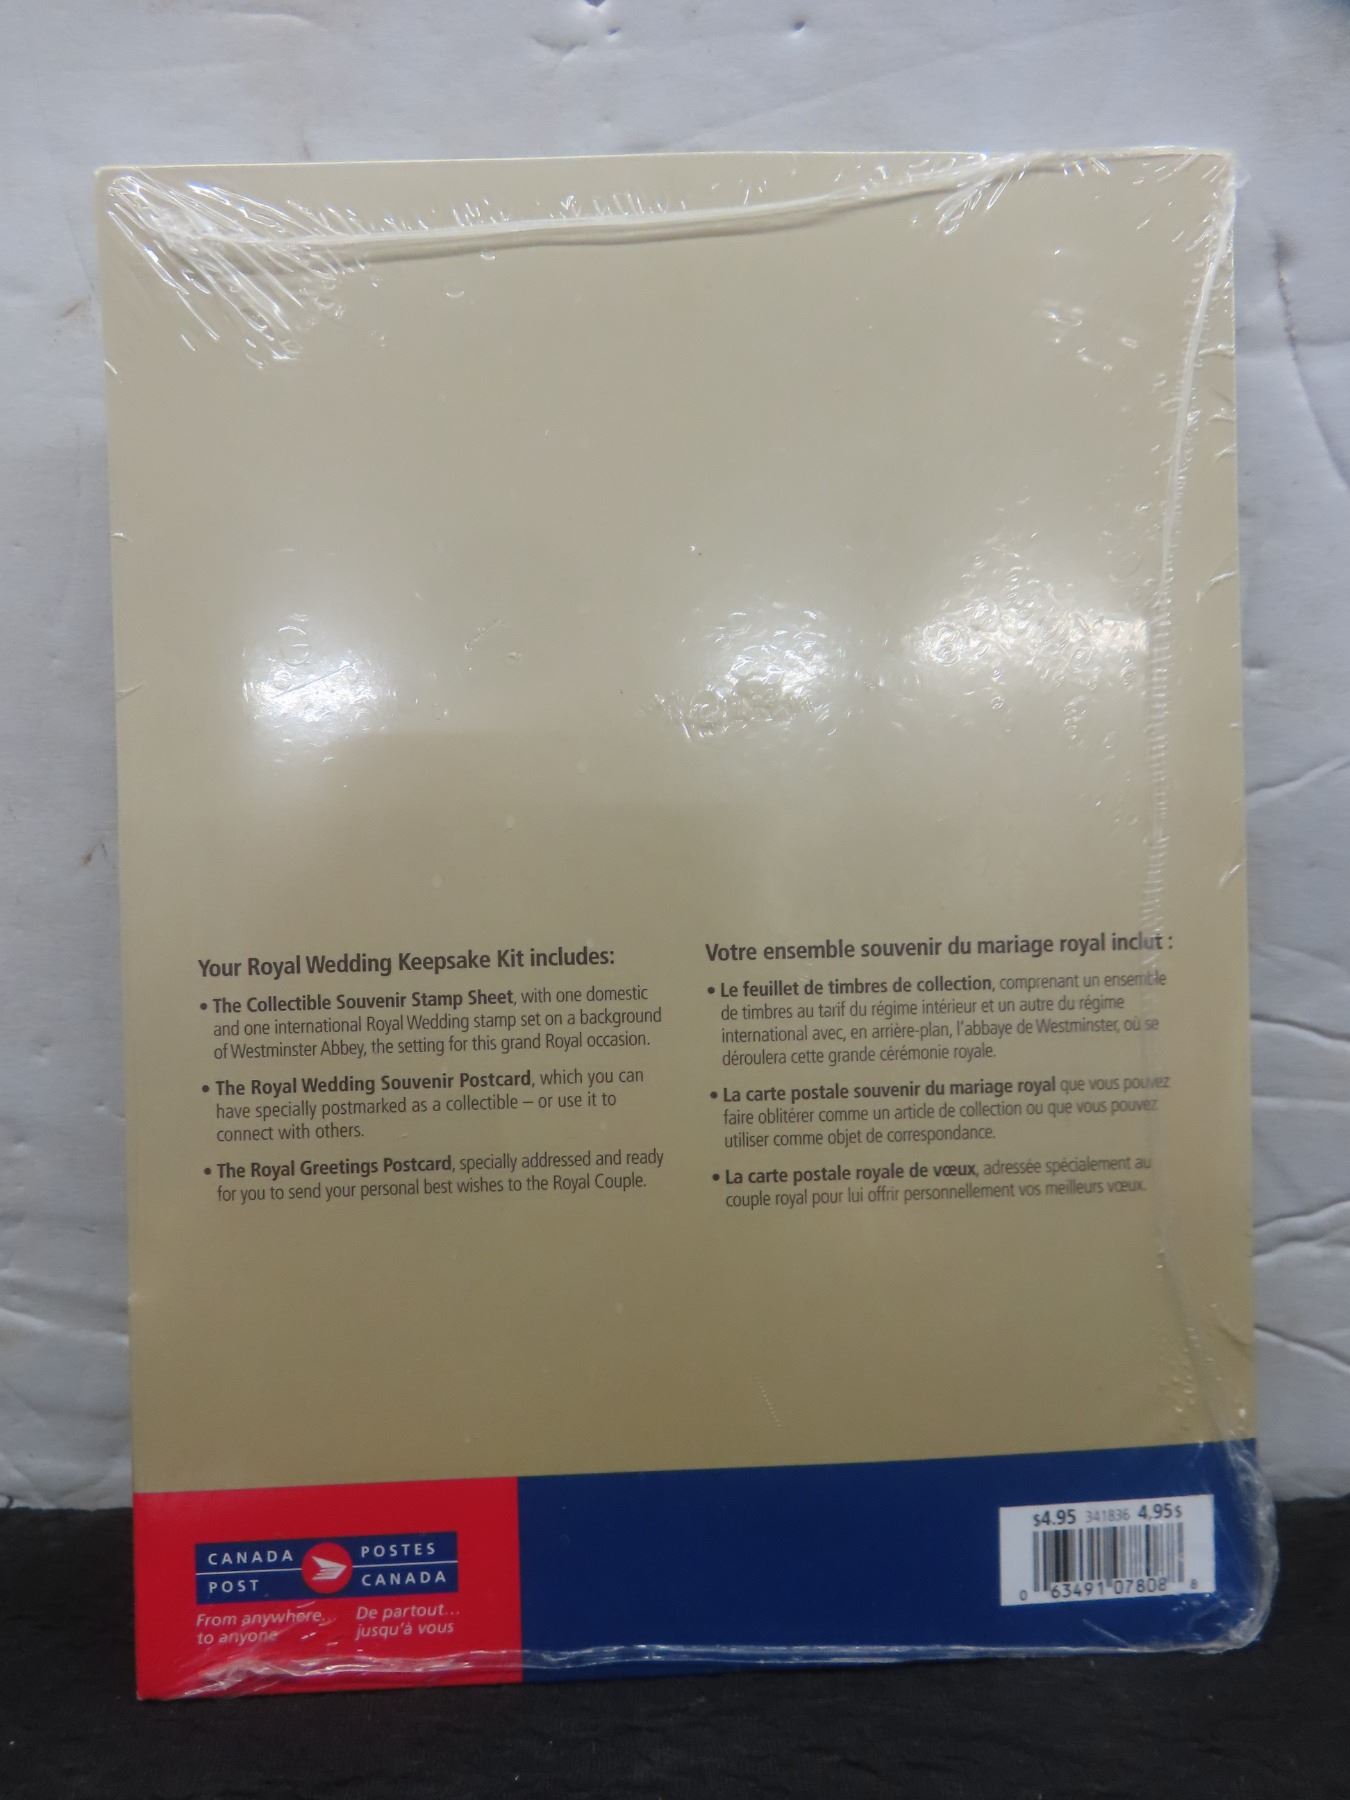 Your Royal Wedding Keepsake Kit includes:
• The Collectible Souvenir Stamp Sheet, with one domestic
and one international Royal Wedding stamp set on a background
of Westminster Abbey, the setting for this grand Royal occasion.
• The Royal Wedding Souvenir Postcard, which you can
have specially postmarked as a collectible – or use it to
connect with others.
• The Royal Greetings Postcard, specially addressed and ready
for you to send your personal best wishes to the Royal Couple.
Votre ensemble souvenir du mariage royal inclut :
• Le feuillet de timbres de collection, comprenant un ensemble
de timbres au tarif du régime intérieur et un autre du régime
international avec, en arrière-plan, l'abbaye de Westminster, où se
déroulera cette grande cérémonie royale.
• La carte postale souvenir du mariage royal que vous pouvez
faire oblitérer comme un article de collection ou que vous pouvez
utiliser comme objet de correspondance.
• La carte postale royale de vœux, adressée spécialement au
couple royal pour lui offrir personnellement vos meilleurs vœux.
CANADA
POST
POSTES
CANADA
From anywhere...
to anyone
De partout...
jusqu'à vous
$4.95 341836 4,95$
0 63491 07808 8